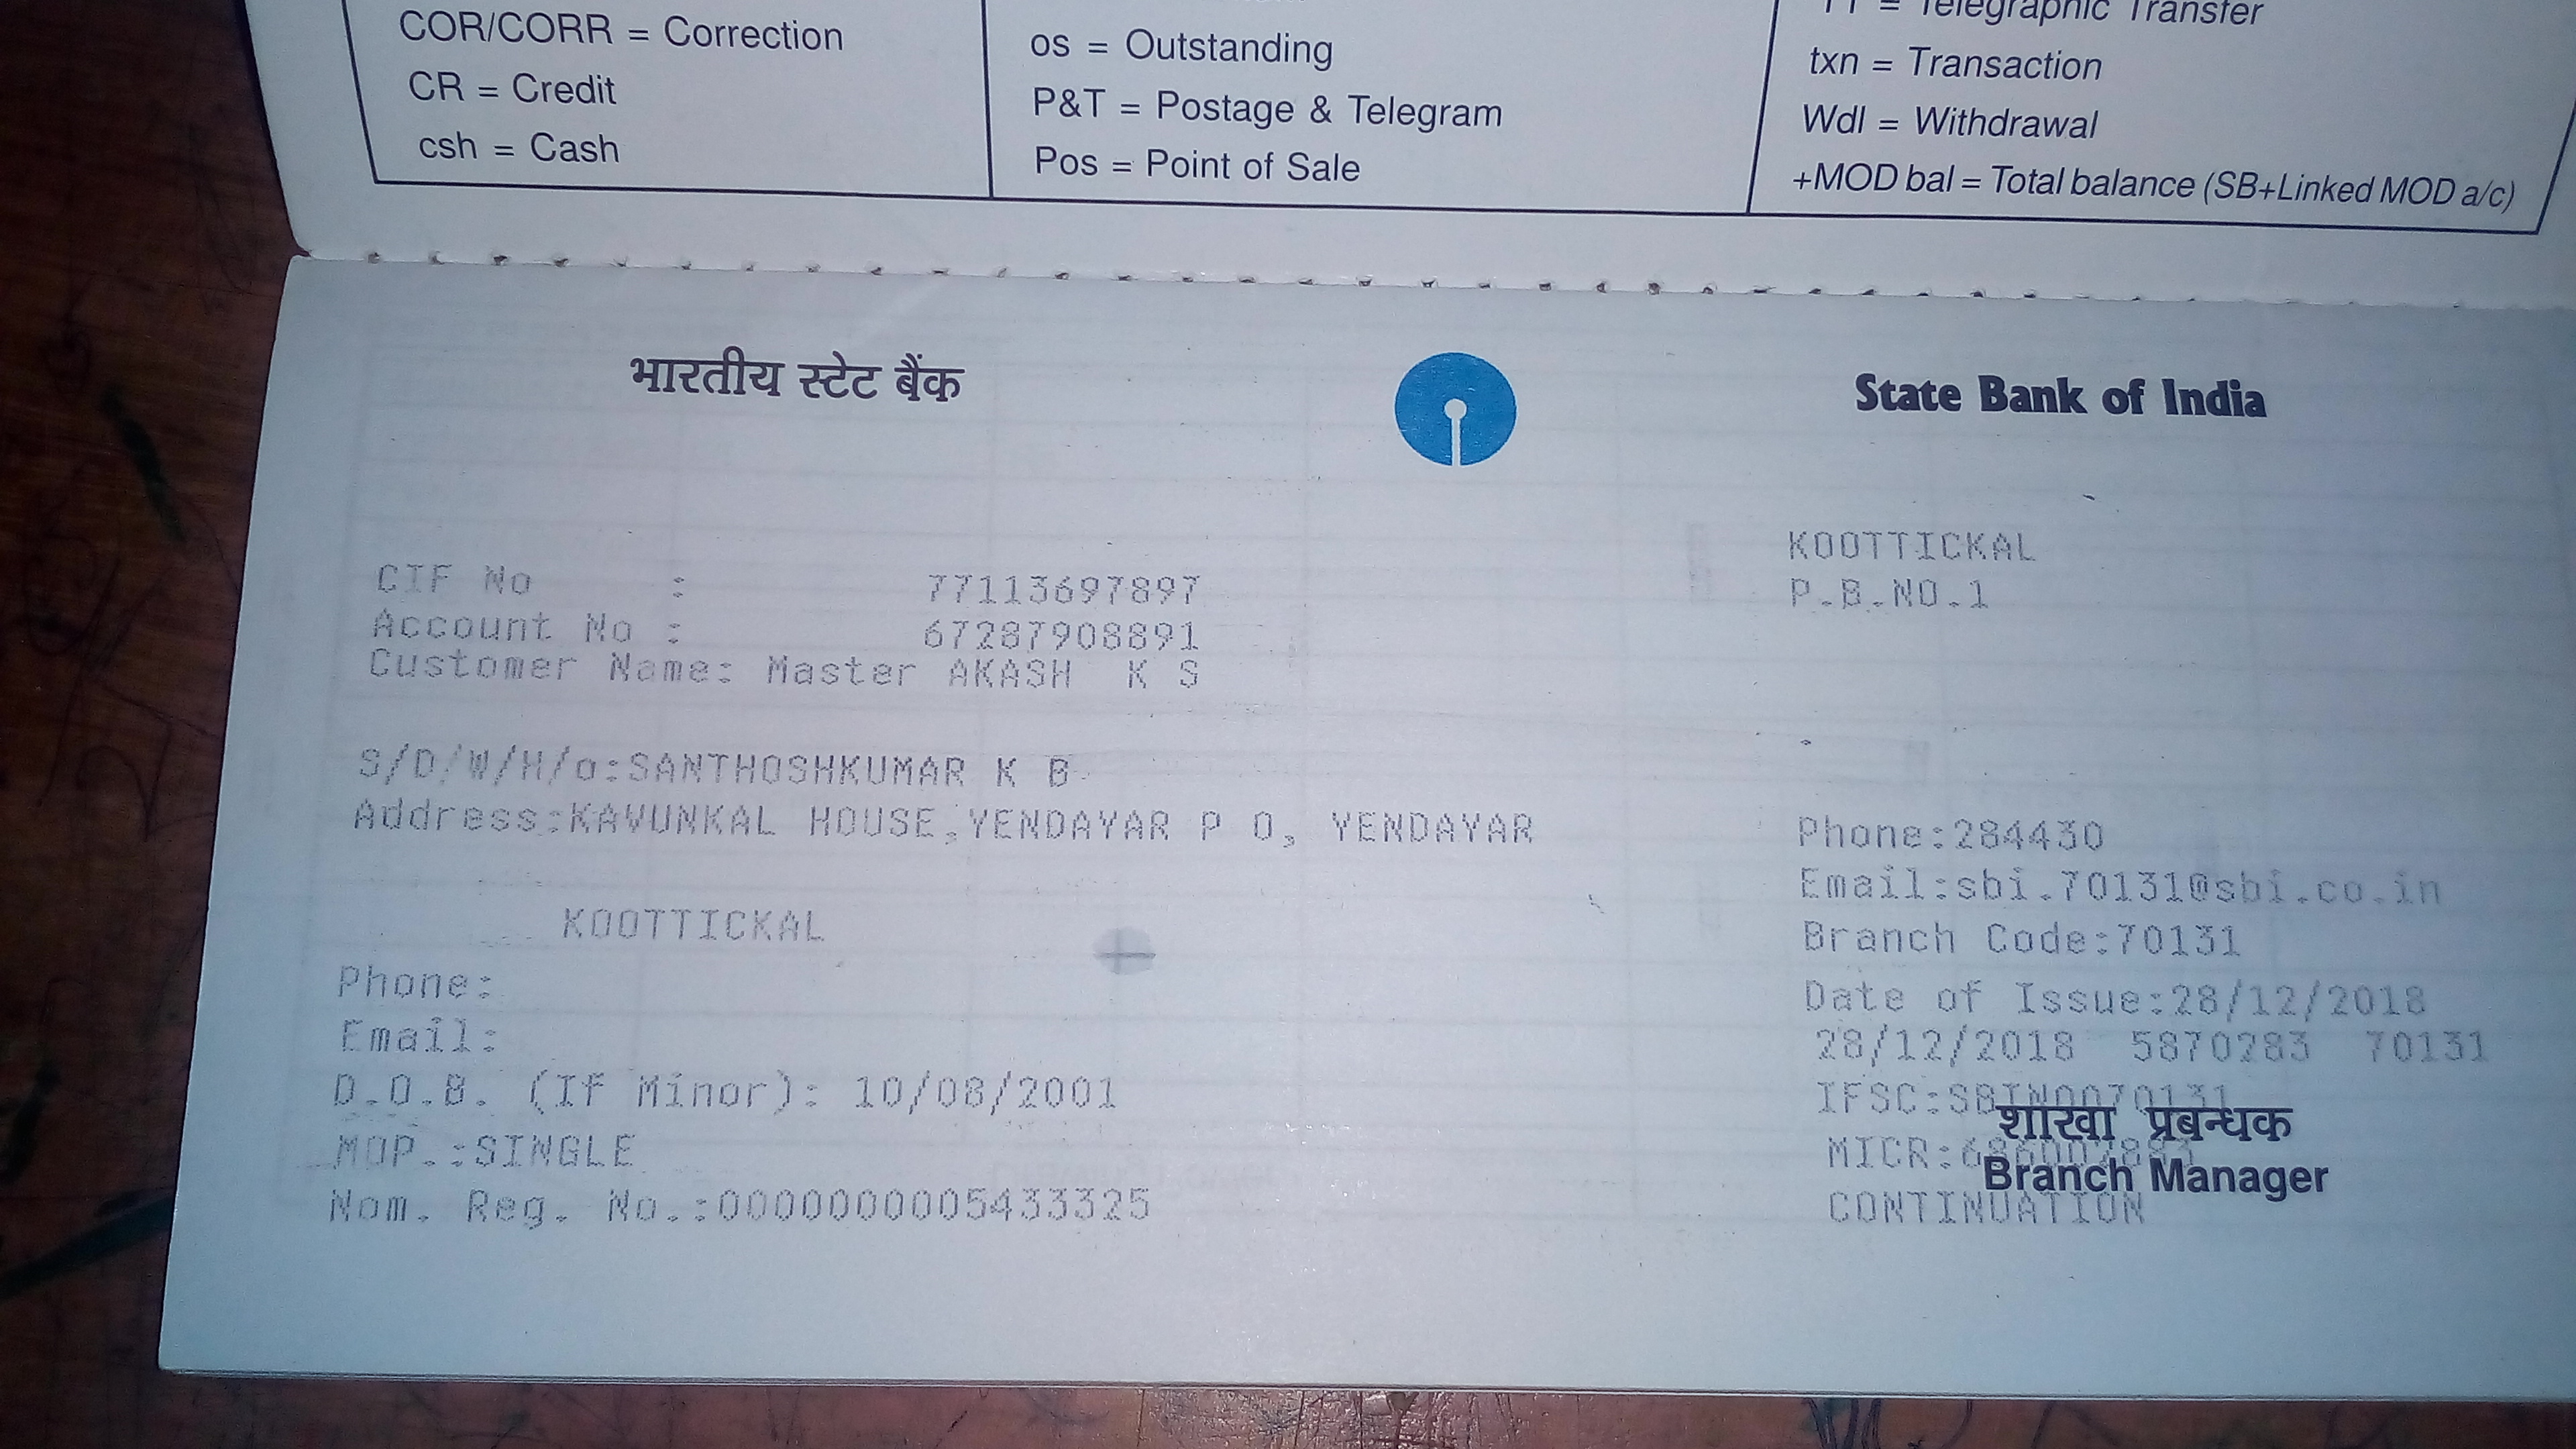 COR/CORR = Correction
CR = Credit
csh = Cash
os = Outstanding
P&T = Postage & Telegram
Pos = Point of Sale
TT = Telegraphic Transfer
txn = Transaction
Wdl = Withdrawal
+MOD bal = Total balance (SB+Linked MOD a/c)
भारतीय स्टेट बैंक
State Bank of India
CIF No : 77113697897
Account No : 67287908891
Customer Name: Master AKASH K S
S/D/W/H/o:SANTHOSHKUMAR K B
Address:KAVUNKAL HOUSE,YENDAYAR P O, YENDAYAR
KOOTTICKAL
Phone:
Email:
D.O.B. (If Minor): 10/08/2001
MOP.:SINGLE
Nom. Reg. No.:0000000005433325
KOOTTICKAL
P.B.NO.1
Phone:284430
Email:sbi.70131@sbi.co.in
Branch Code:70131
Date of Issue:28/12/2018
28/12/2018 5870283 70131
IFSC:SBIN0070131
शाखा प्रबन्धक
MICR:
Branch Manager
CONTINUATION